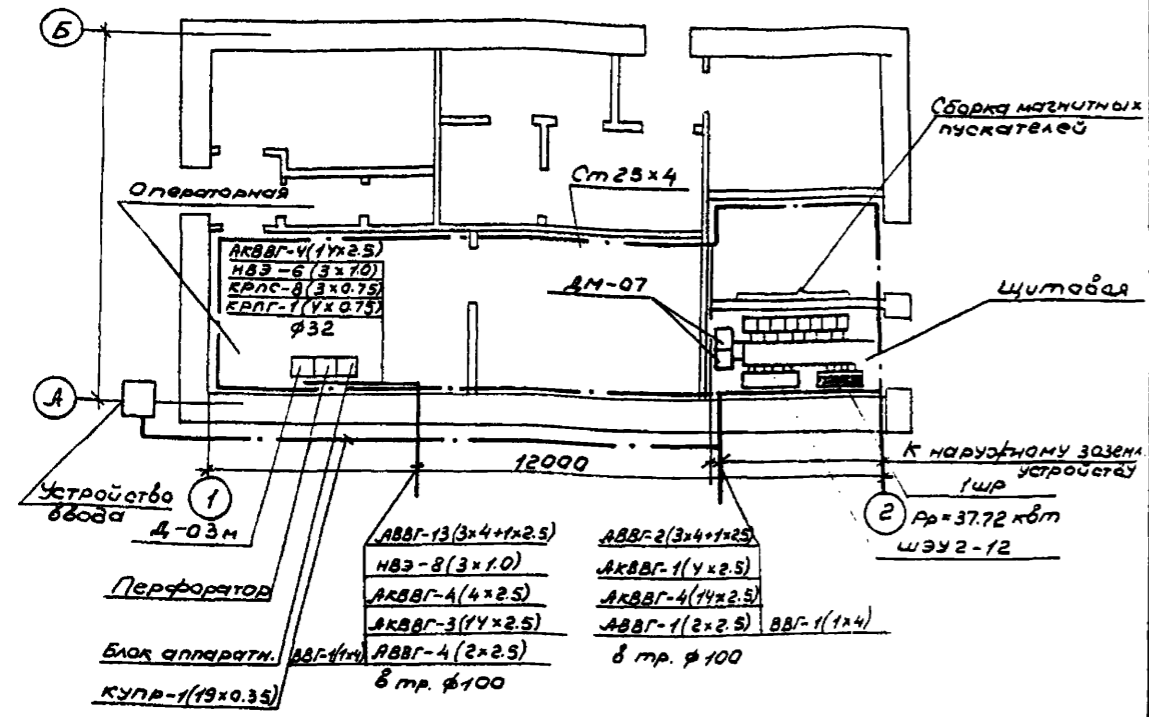 Б
Сборка магнитных
пускателей
Операторная
Ст 25×4
АКВВГ-4(14×2.5)
НВЭ-6(3×1.0)
КРПС-8(3×0.75)
КРПГ-1(4×0.75)
ф32
ДМ-07
Щитовая
А
Устройство
ввода
1
12000
К наружному зазем.
устройству
2
1шр
Рр=37.72 квт
ШЭУ2-12
Д-03м
Перфоратор
Блок аппаратн.
КУПР-1(19×0.35)
ВВГ-1(1×4)
АВВГ-13(3×4+1×2.5)
НВЭ-8(3×1.0)
АКВВГ-4(4×2.5)
АКВВГ-3(14×2.5)
АВВГ-4(2×2.5)
в тр. ф100
АВВГ-2(3×4+1×2.5)
АКВВГ-1(4×2.5)
АКВВГ-4(14×2.5)
АВВГ-1(2×2.5)
ВВГ-1(1×4)
в тр. ф100